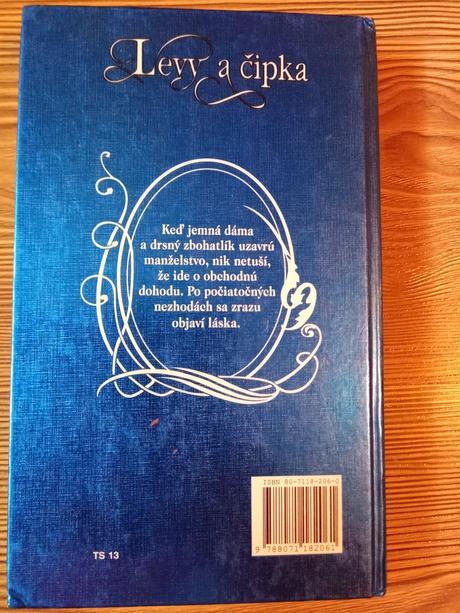 Levy a čipka
Keď jemná dáma
a drsný zbohatlík uzavrú
manželstvo, nik netuší,
že ide o obchodnú
dohodu. Po počiatočných
nezhodách sa zrazu
objaví láska.
ISBN 80-7118-206-0
9 788071 182061
TS 13